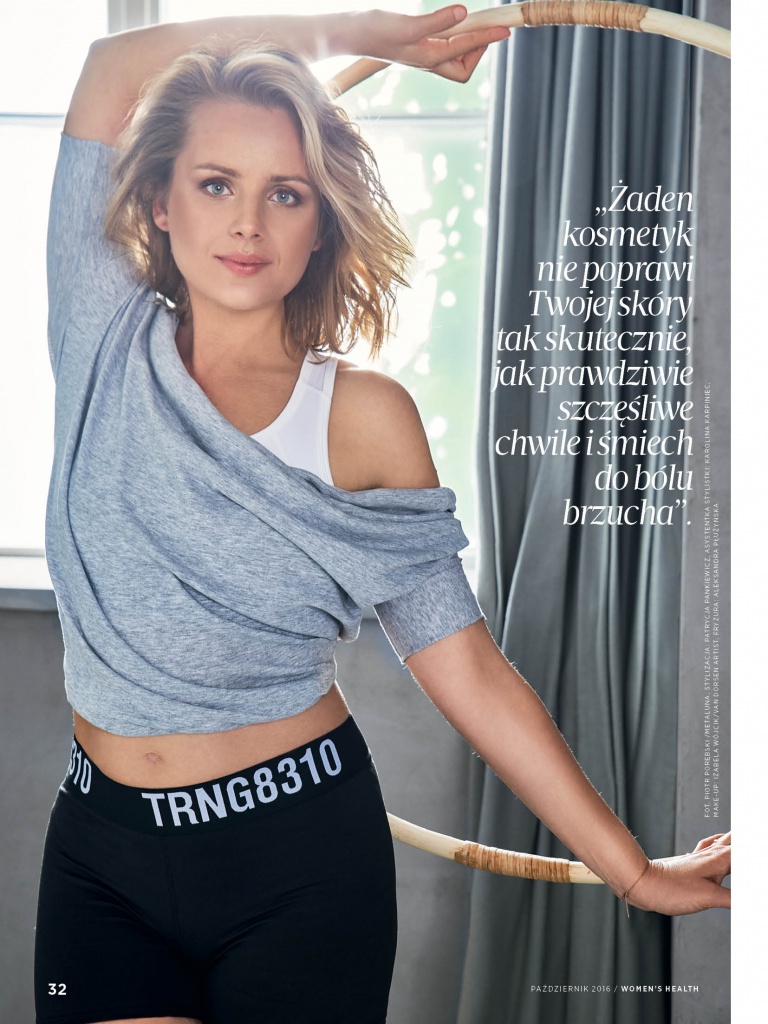 „Żaden
kosmetyk
nie poprawi
Twojej skóry
tak skutecznie,
jak prawdziwie
szczęśliwe
chwile i śmiech
do bólu
brzucha”.
FOT. PIOTR PORĘBSKI /METALUNA, STYLIZACJA: PATRYCJA PANKIEWICZ, ASYSTENTKA STYLISTKI: KAROLINA KARPINIEC,
MAKE-UP: IZABELA WÓJCIK/VAN DORSEN ARTIST, FRYZURA: ALEKSANDRA PŁUŻYŃSKA
310
TRNG8310
32
PAŹDZIERNIK 2016 / WOMEN'S HEALTH